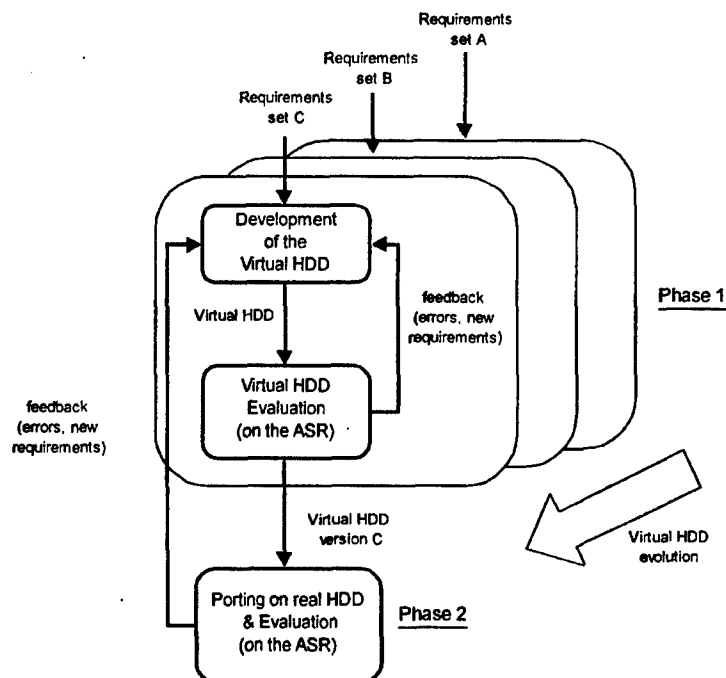 Requirements
set A
Requirements
set B
Requirements
set C
Development
of the
Virtual HDD
Virtual HDD
feedback
(errors, new
requirements)
Phase 1
Virtual HDD
Evaluation
(on the ASR)
feedback
(errors, new
requirements)
Virtual HDD
version C
Virtual HDD
evolution
Porting on real HDD
& Evaluation
(on the ASR)
Phase 2